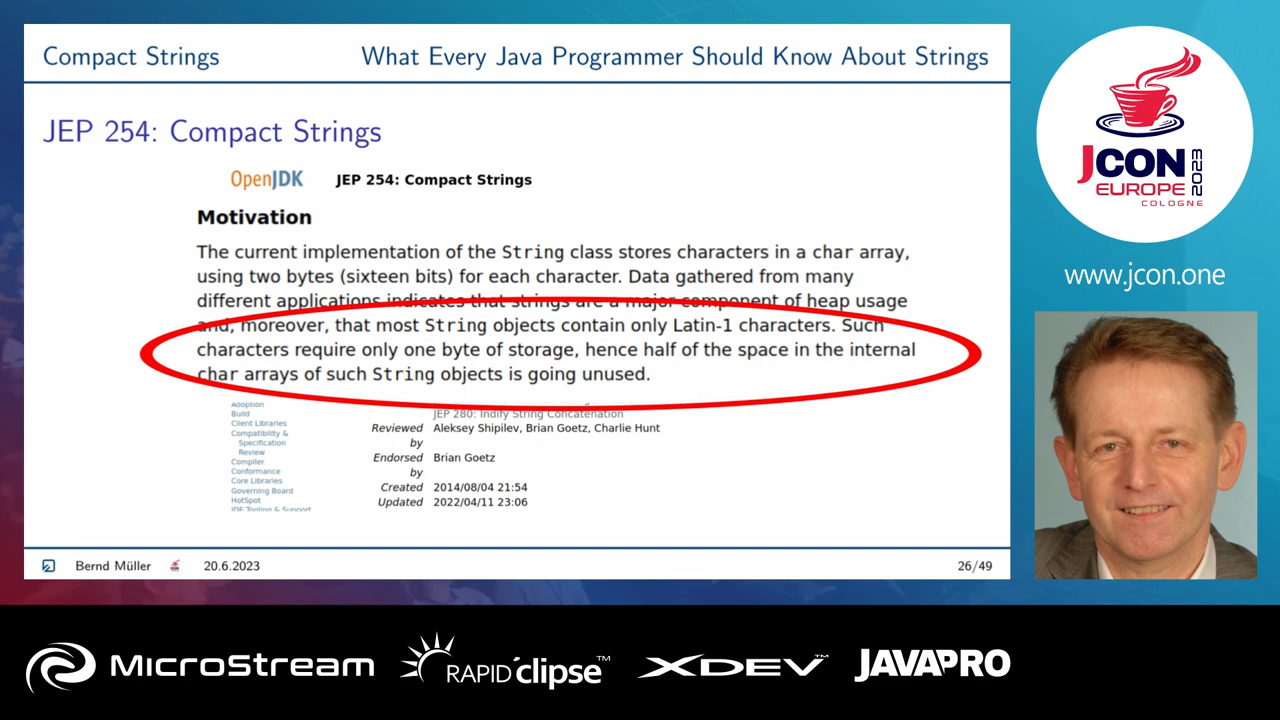 Compact Strings
What Every Java Programmer Should Know About Strings
JEP 254: Compact Strings
OpenJDK
JEP 254: Compact Strings
Motivation
The current implementation of the String class stores characters in a char array,
using two bytes (sixteen bits) for each character. Data gathered from many
different applications indicates that strings are a major component of heap usage
and, moreover, that most String objects contain only Latin-1 characters. Such
characters require only one byte of storage, hence half of the space in the internal
char arrays of such String objects is going unused.
Adoption
Build
Client Libraries
Compatibility &
Specification
Review
Compiler
Conformance
Core Libraries
Governing Board
HotSpot
IDE Tooling & Support
JEP 280: Indify String Concatenation
Reviewed by Aleksey Shipilev, Brian Goetz, Charlie Hunt
Endorsed by Brian Goetz
Created 2014/08/04 21:54
Updated 2022/04/11 23:06
Bernd Müller
20.6.2023
26/49
JCON
EUROPE
2023
COLOGNE
www.jcon.one
MICROSTREAM
RAPIDclipse™
XDEV™
JAVAPRO